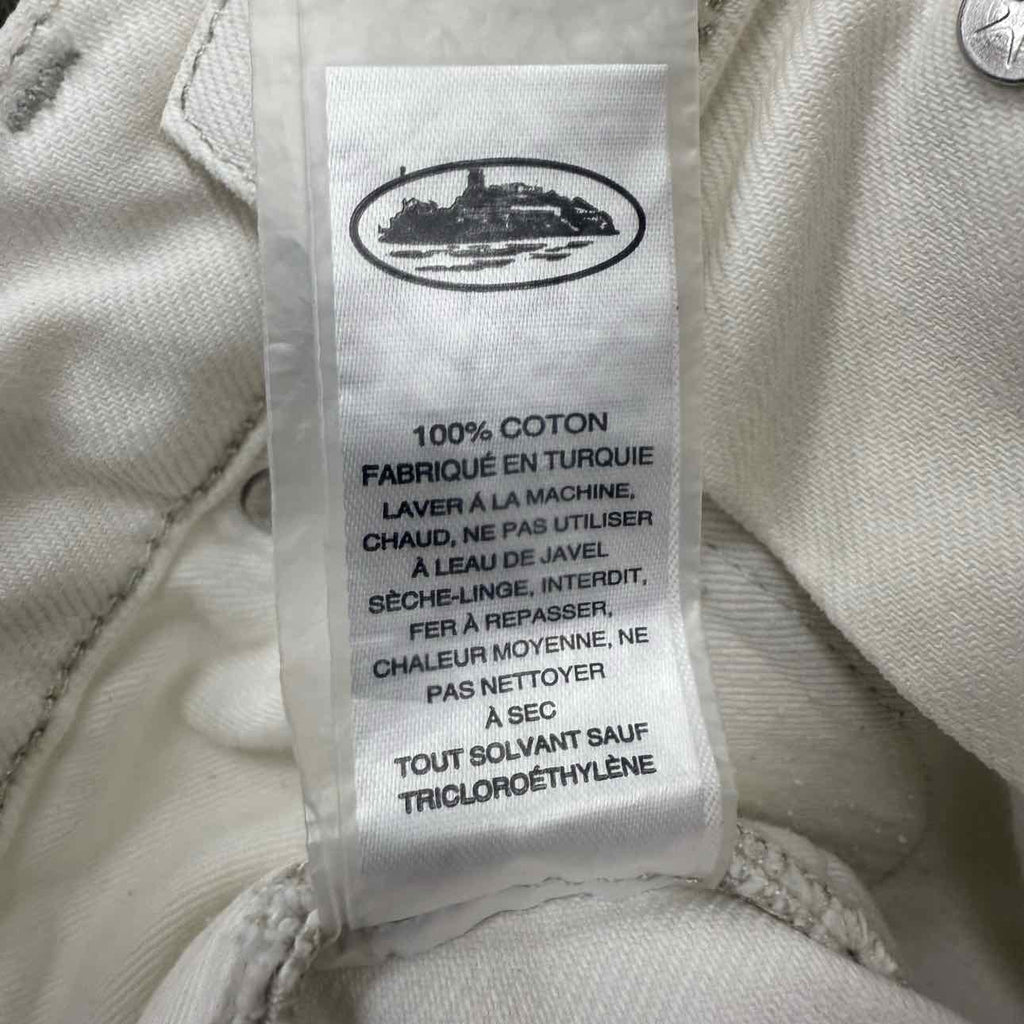 100% COTON
FABRIQUÉ EN TURQUIE
LAVER Á LA MACHINE,
CHAUD, NE PAS UTILISER
À LEAU DE JAVEL
SÈCHE-LINGE, INTERDIT,
FER À REPASSER,
CHALEUR MOYENNE, NE
PAS NETTOYER
À SEC
TOUT SOLVANT SAUF
TRICLOROÉTHYLÈNE